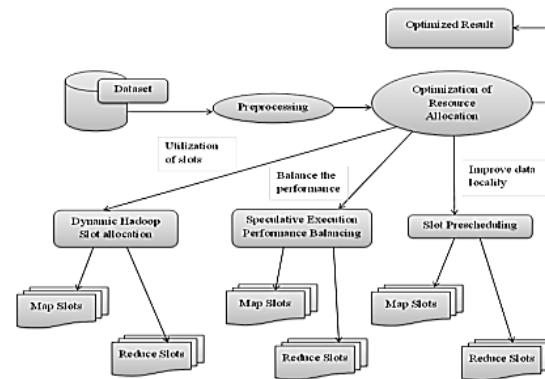 Optimized Result
Dataset
Preprocessing
Optimization of
Resource
Allocation
Utilization
of slots
Balance the
performance
Improve data
locality
Dynamic Hadoop
Slot allocation
Speculative Execution
Performance Balancing
Slot Prescheduling
Map Slots
Reduce Slots
Map Slots
Reduce Slots
Map Slots
Reduce Slots